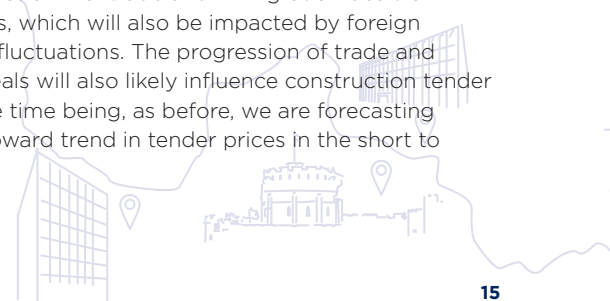 s, which will also be impacted by foreign
fluctuations. The progression of trade and
eals will also likely influence construction tender
e time being, as before, we are forecasting
ward trend in tender prices in the short to
15